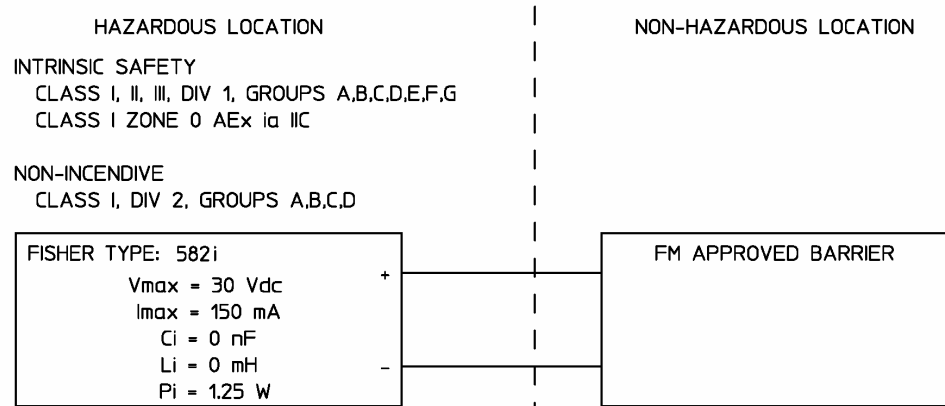 HAZARDOUS LOCATION
NON-HAZARDOUS LOCATION
INTRINSIC SAFETY
CLASS I, II, III, DIV 1, GROUPS A,B,C,D,E,F,G
CLASS I ZONE 0 AEx ia IIC
NON-INCENDIVE
CLASS I, DIV 2, GROUPS A,B,C,D
FISHER TYPE: 582i
Vmax = 30 Vdc
Imax = 150 mA
Ci = 0 nF
Li = 0 mH
Pi = 1.25 W
+
–
FM APPROVED BARRIER